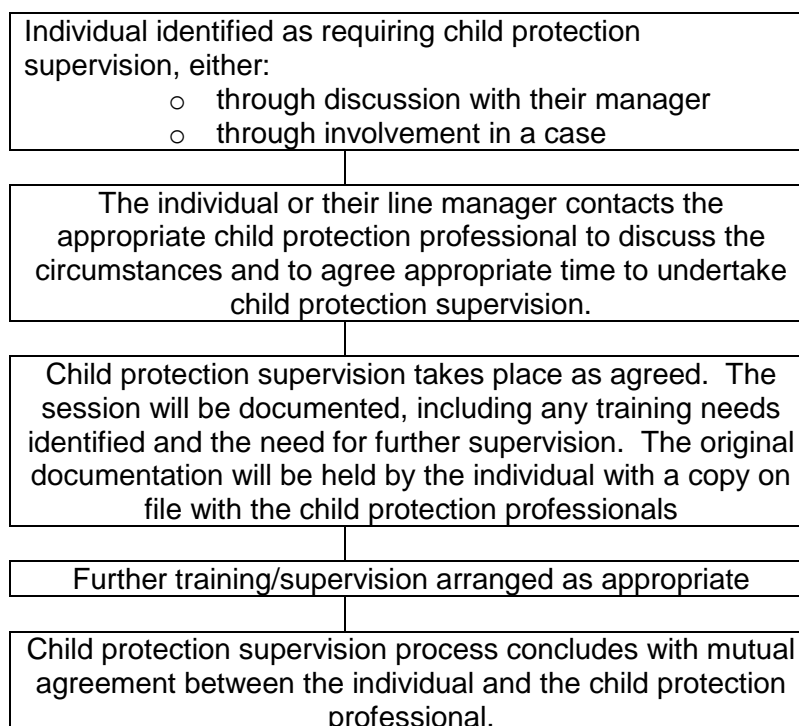 Individual identified as requiring child protection
supervision, either:
o through discussion with their manager
o through involvement in a case
The individual or their line manager contacts the
appropriate child protection professional to discuss the
circumstances and to agree appropriate time to undertake
child protection supervision.
Child protection supervision takes place as agreed. The
session will be documented, including any training needs
identified and the need for further supervision. The original
documentation will be held by the individual with a copy on
file with the child protection professionals
Further training/supervision arranged as appropriate
Child protection supervision process concludes with mutual
agreement between the individual and the child protection
professional.